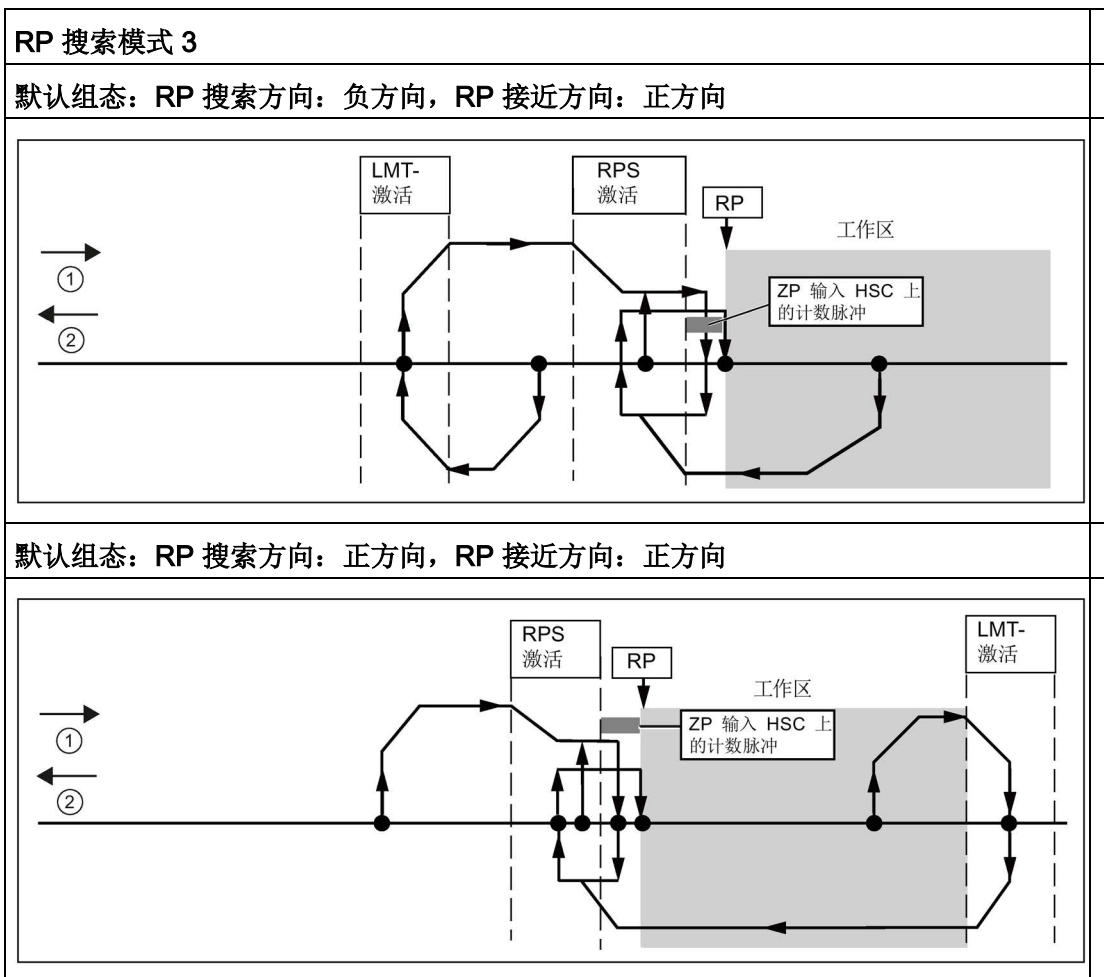 RP 搜索模式 3
默认组态：RP 搜索方向：负方向，RP 接近方向：正方向
LMT-
激活
RPS
激活
RP
工作区
ZP 输入 HSC 上
的计数脉冲
①
②
默认组态：RP 搜索方向：正方向，RP 接近方向：正方向
RPS
激活
RP
LMT-
激活
工作区
ZP 输入 HSC 上
的计数脉冲
①
②